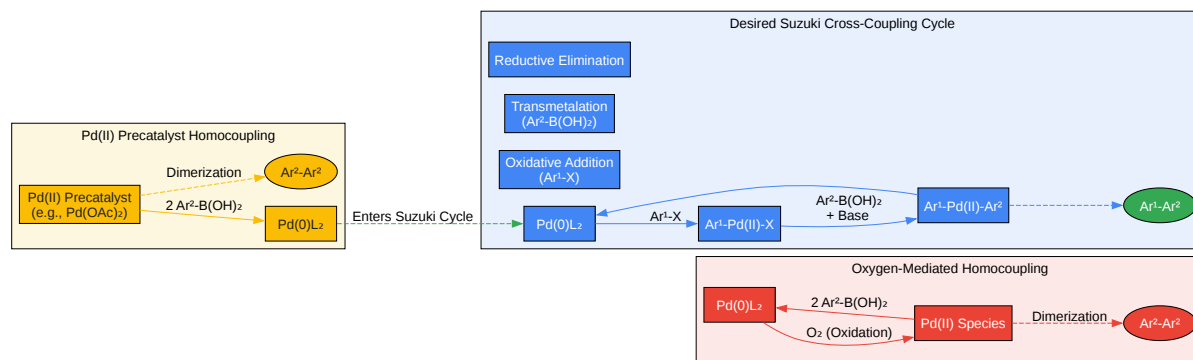 Desired Suzuki Cross-Coupling Cycle
Reductive Elimination
Transmetalation
(Ar²-B(OH)₂)
Oxidative Addition
(Ar¹-X)
Pd(0)L₂
Ar¹-X
Ar¹-Pd(II)-X
Ar²-B(OH)₂
+ Base
Ar¹-Pd(II)-Ar²
Ar¹-Ar²
Pd(II) Precatalyst Homocoupling
Pd(II) Precatalyst
(e.g., Pd(OAc)₂)
Dimerization
Ar²-Ar²
2 Ar²-B(OH)₂
Pd(0)L₂
Enters Suzuki Cycle
Oxygen-Mediated Homocoupling
Pd(0)L₂
2 Ar²-B(OH)₂
O₂ (Oxidation)
Pd(II) Species
Dimerization
Ar²-Ar²